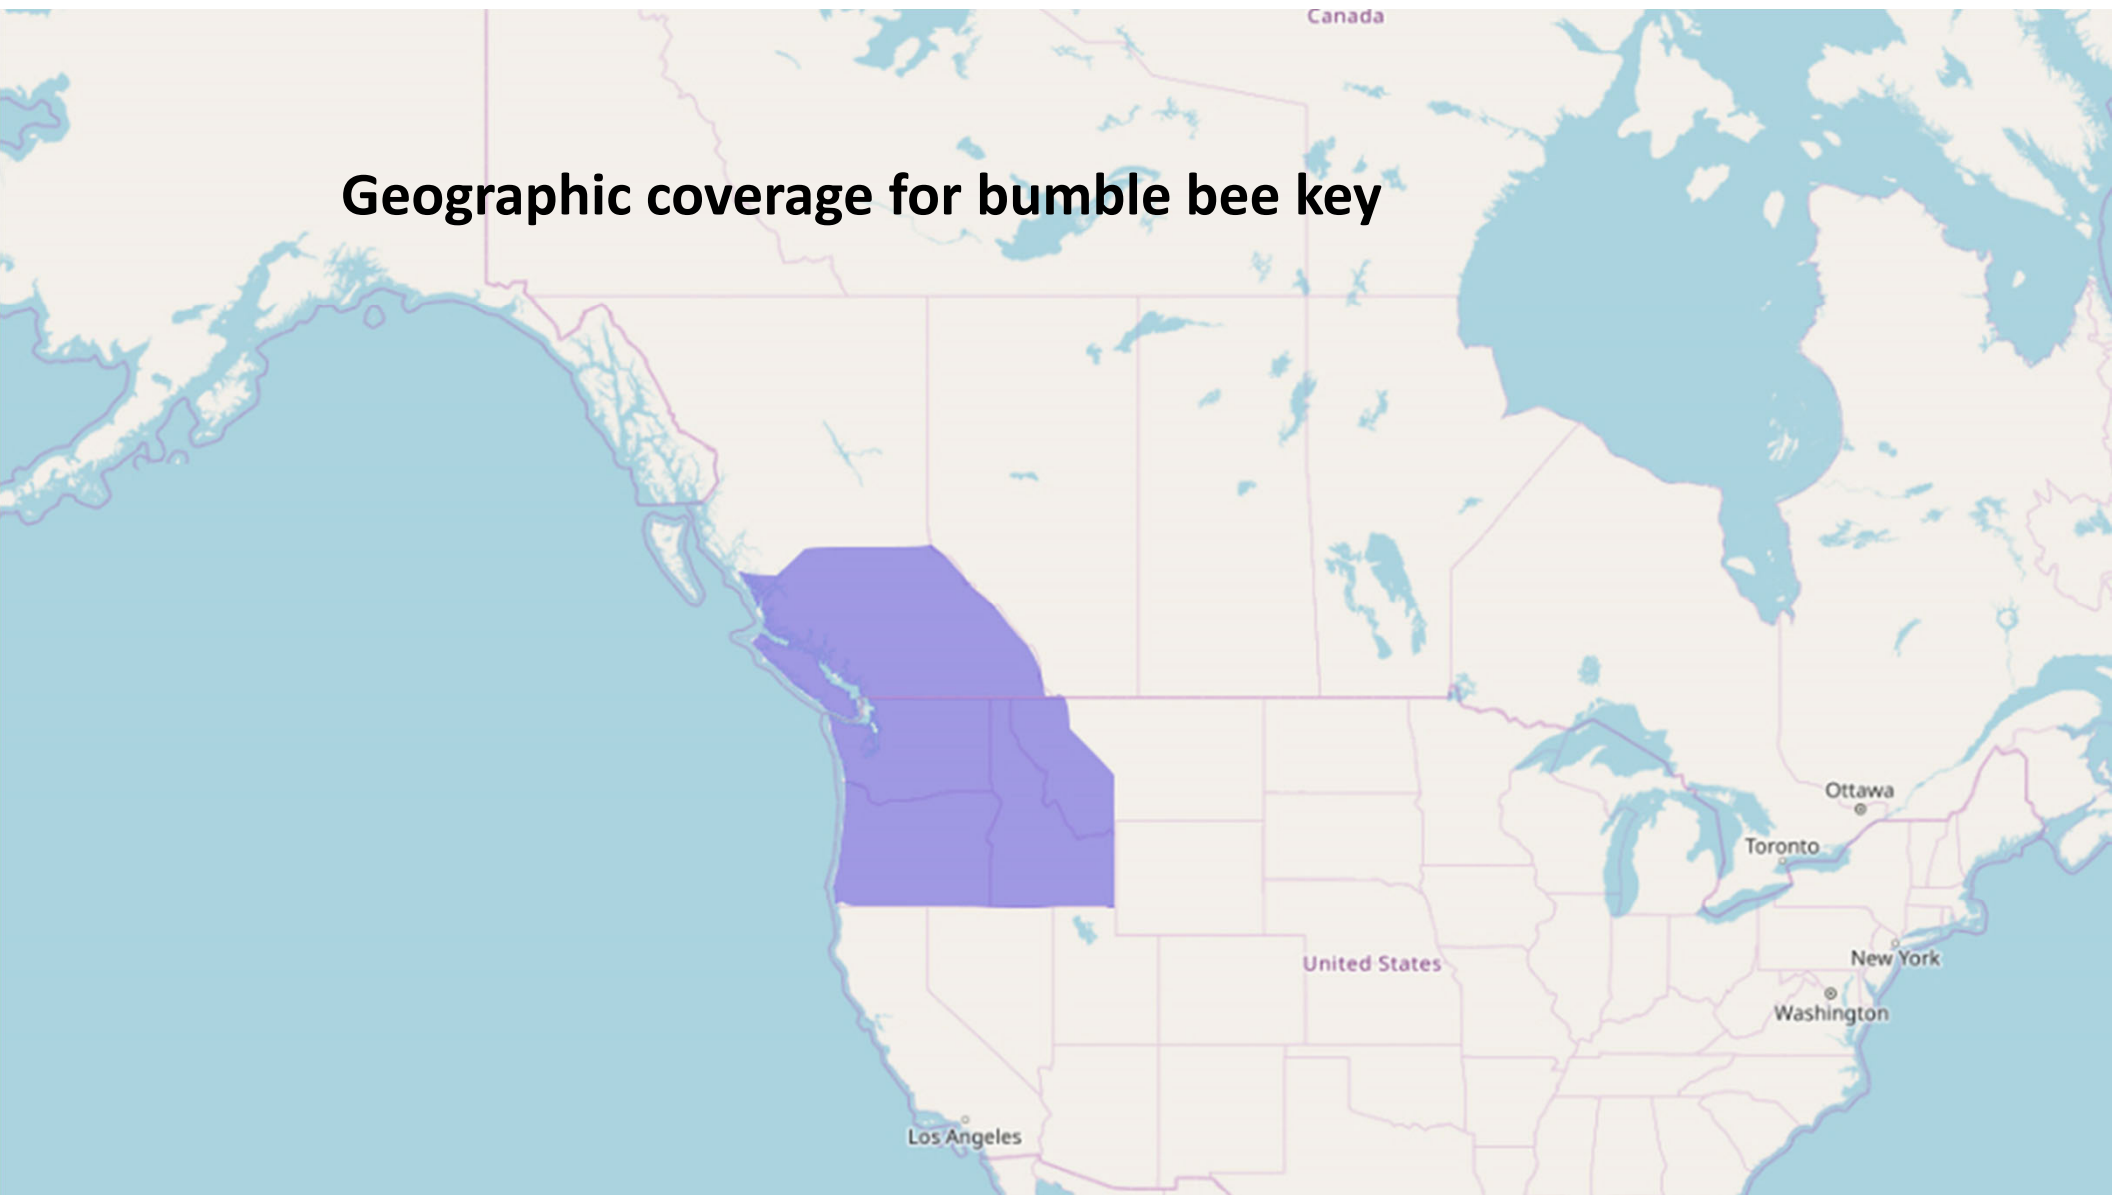 Canada
Geographic coverage for bumble bee key
Ottawa
Toronto
New York
United States
Washington
Los Angeles